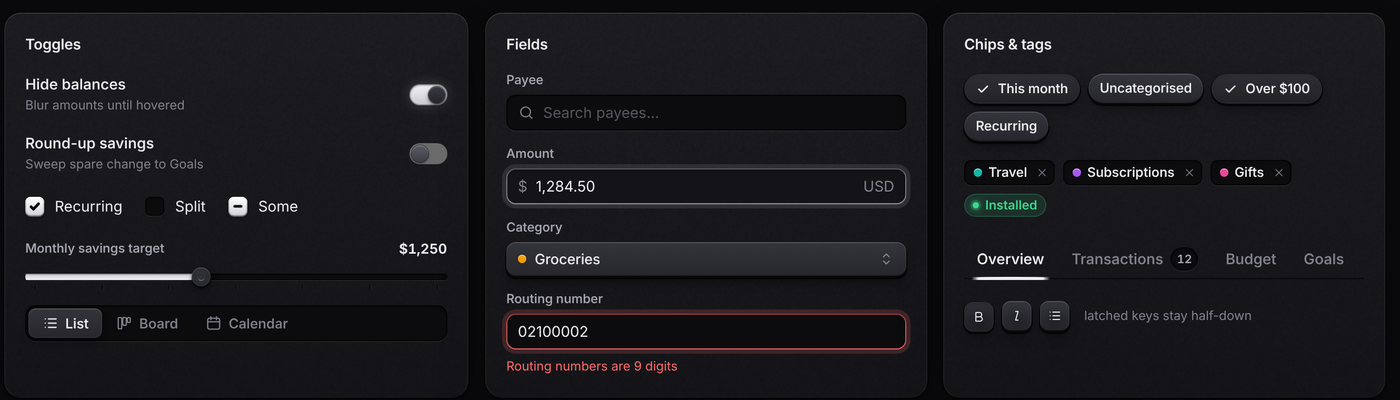 Toggles
Hide balances
Blur amounts until hovered
Round-up savings
Sweep spare change to Goals
Recurring Split Some
Monthly savings target $1,250
List Board Calendar
Fields
Payee
Search payees...
Amount
$ 1,284.50 USD
Category
Groceries
Routing number
02100002
Routing numbers are 9 digits
Chips & tags
This month Uncategorised Over $100
Recurring
Travel × Subscriptions × Gifts ×
Installed
Overview Transactions 12 Budget Goals
B I latched keys stay half-down